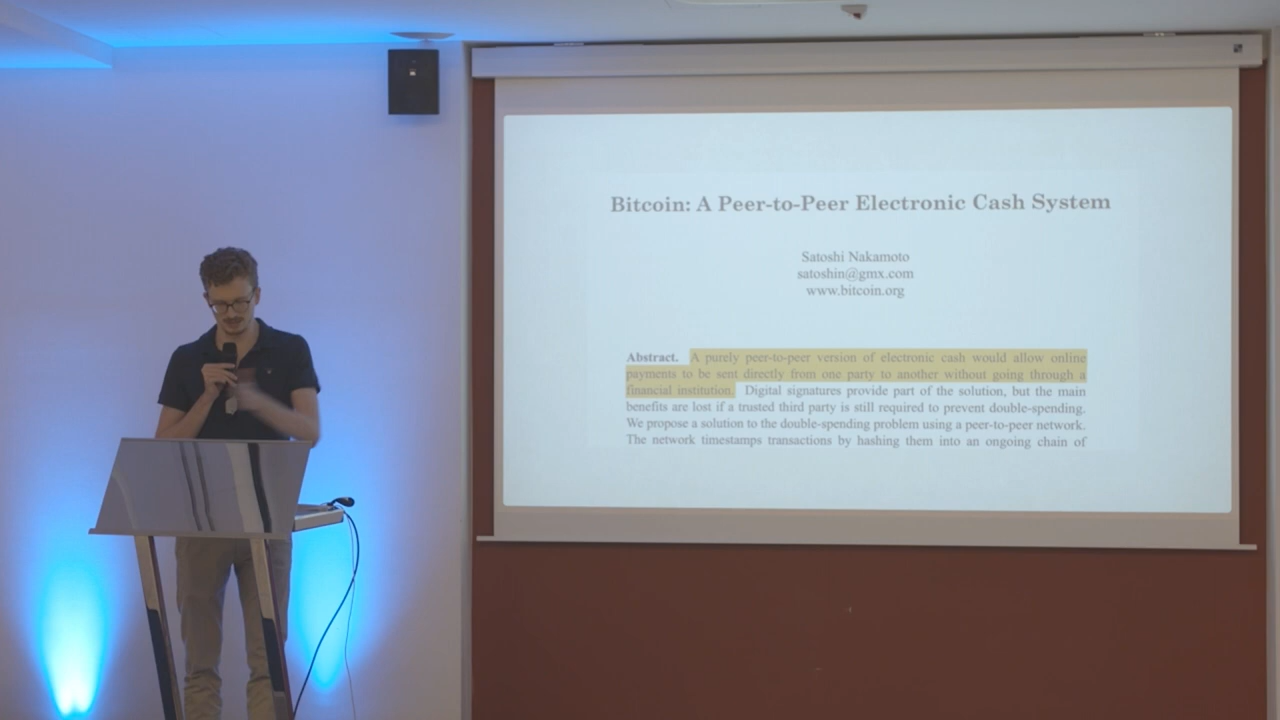 Bitcoin: A Peer-to-Peer Electronic Cash System
Satoshi Nakamoto
satoshin@gmx.com
www.bitcoin.org
Abstract. A purely peer-to-peer version of electronic cash would allow online
payments to be sent directly from one party to another without going through a
financial institution. Digital signatures provide part of the solution, but the main
benefits are lost if a trusted third party is still required to prevent double-spending.
We propose a solution to the double-spending problem using a peer-to-peer network.
The network timestamps transactions by hashing them into an ongoing chain of